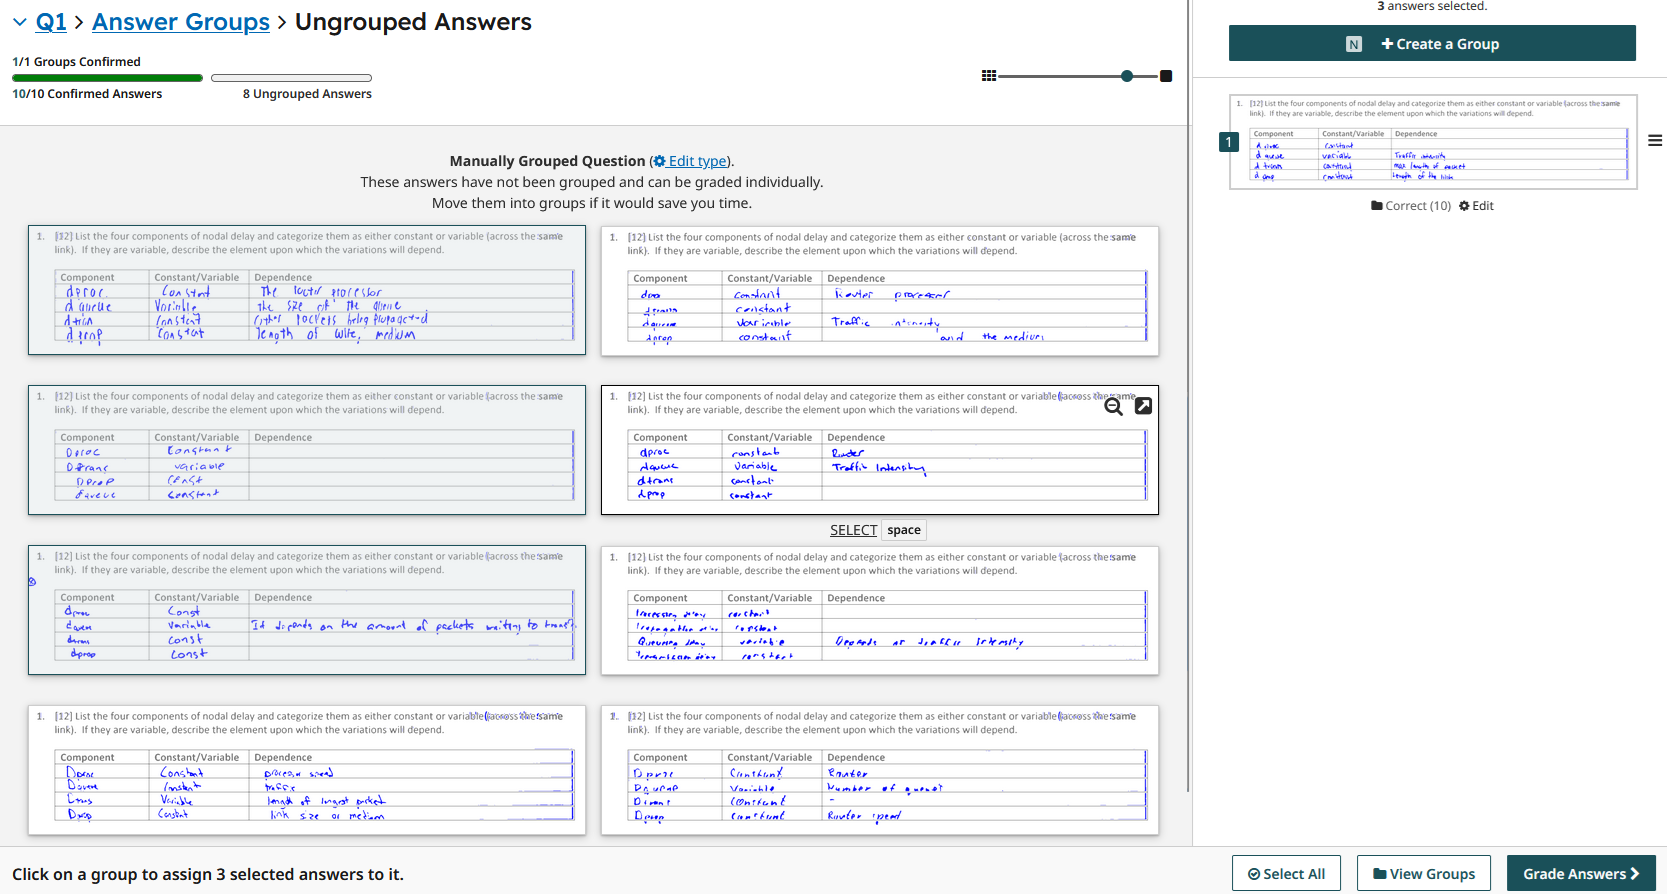 Q1 > Answer Groups > Ungrouped Answers
1/1 Groups Confirmed
10/10 Confirmed Answers
8 Ungrouped Answers
Manually Grouped Question (Edit type).
These answers have not been grouped and can be graded individually.
Move them into groups if it would save you time.
1. [12] List the four components of nodal delay and categorize them as either constant or variable (across the same
link). If they are variable, describe the element upon which the variations will depend.
Component Constant/Variable Dependence
dproc Constant The router processor
dqueue Variable the size of the queue
dtran Constant other packets being propagated
dprop Constant length of wire, medium
1. [12] List the four components of nodal delay and categorize them as either constant or variable (across the same
link). If they are variable, describe the element upon which the variations will depend.
Component Constant/Variable Dependence
constant Router processor
dtrans constant
dqueue variable Traffic intensity
dprop constant and the medium
1. [12] List the four components of nodal delay and categorize them as either constant or variable (across the same
link). If they are variable, describe the element upon which the variations will depend.
Component Constant/Variable Dependence
Dproc Constant
Dtrans variable
Dprop Const
dqueue constant
1. [12] List the four components of nodal delay and categorize them as either constant or variable (across the same
link). If they are variable, describe the element upon which the variations will depend.
Component Constant/Variable Dependence
dproc constant Router
dqueue Variable Traffic Intensity
dtrans constant
dprop constant
SELECT space
1. [12] List the four components of nodal delay and categorize them as either constant or variable (across the same
link). If they are variable, describe the element upon which the variations will depend.
Component Constant/Variable Dependence
dproc Const
Variable It depends on the amount of packets waiting to
dtrans const
dprop const
1. [12] List the four components of nodal delay and categorize them as either constant or variable (across the same
link). If they are variable, describe the element upon which the variations will depend.
Component Constant/Variable Dependence
Processing delay constant
Propagation delay constant
Queueing delay variable Depends on traffic intensity
Transmission delay constant
1. [12] List the four components of nodal delay and categorize them as either constant or variable (across the same
link). If they are variable, describe the element upon which the variations will depend.
Component Constant/Variable Dependence
Dproc Constant processor speed
Constant traffic
Variable length of longest packet
Dprop Constant link size or medium
1. [12] List the four components of nodal delay and categorize them as either constant or variable (across the same
link). If they are variable, describe the element upon which the variations will depend.
Component Constant/Variable Dependence
Dproc Constant Router
Dqueue Variable Number of
Dtrans Constant -
Dprop Constant Router speed
Click on a group to assign 3 selected answers to it.
3 answers selected.
N + Create a Group
1
1. [12] List the four components of nodal delay and categorize them as either constant or variable (across the same
link). If they are variable, describe the element upon which the variations will depend.
Component Constant/Variable Dependence
dproc Constant
dqueue variable Traffic intensity
dtrans constant max length of packet
dprop constant length of the link
Correct (10) Edit
Select All View Groups Grade Answers